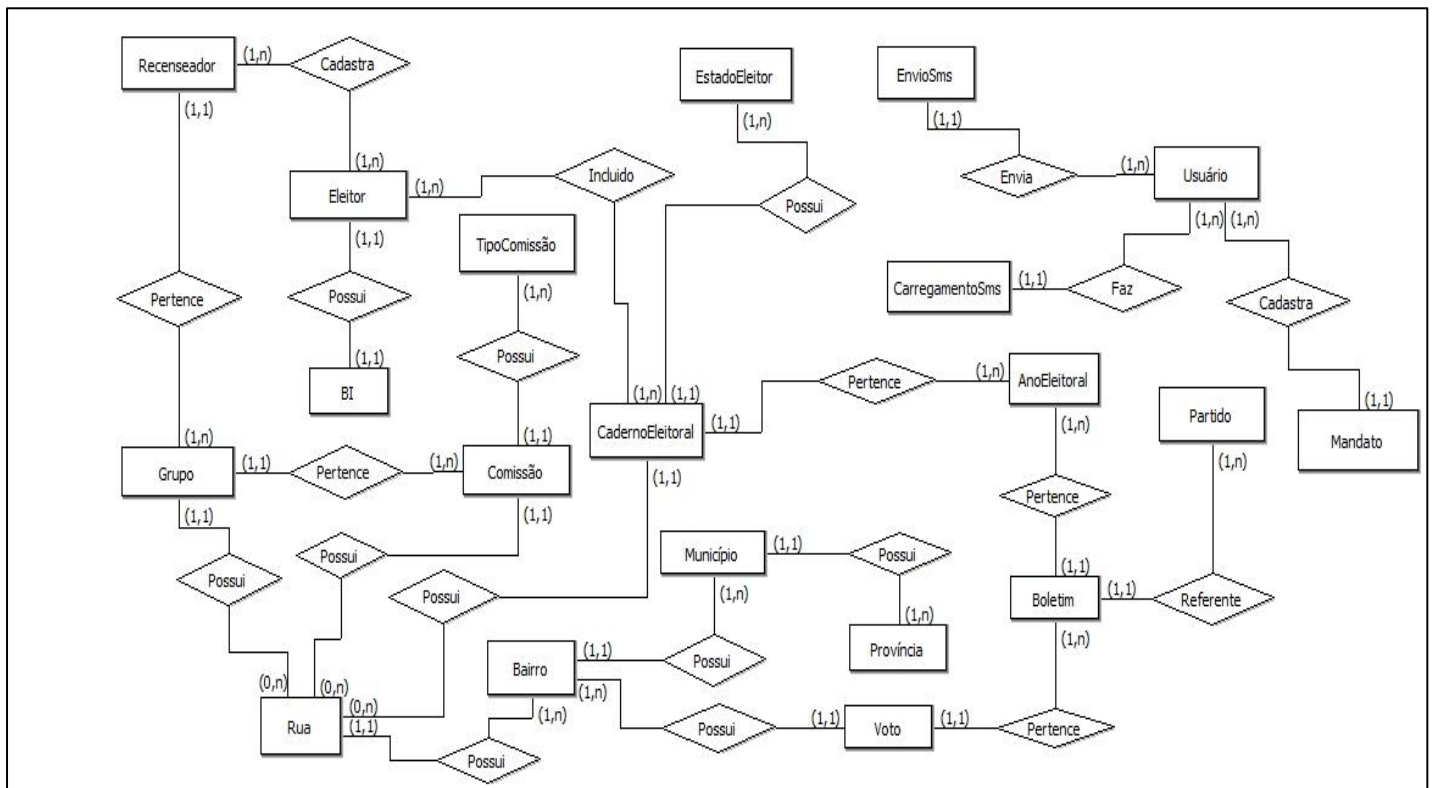 Recenseador (1,n) Cadastra
(1,1)
EstadoEleitor
(1,n)
EnvioSms
(1,1)
Envia (1,n) Usuário
(1,n) (1,n)
(1,n)
Eleitor (1,n) Incluido
(1,1)
Possui
TipoComissão
(1,n)
Pertence
Possui
CarregamentoSms (1,1) Faz
Cadastra
(1,1)
BI
Possui
(1,n)
Grupo (1,1) Pertence (1,n) Comissão
(1,1)
(1,1)
(1,n) (1,1)
CadernoEleitoral (1,1) Pertence (1,n) AnoEleitoral
(1,1)
(1,n)
Partido
(1,n)
(1,1)
Mandato
(1,1)
Possui
Possui
Possui
Município (1,1) Possui
(1,n)
(1,n)
Província
Pertence
(1,1)
Boletim (1,1) Referente
(1,n)
(0,n) (0,n)
(0,n)
Rua (1,1) Possui
Bairro (1,1) Possui
(1,n) (1,n)
Possui (1,1) Voto (1,1) Pertence